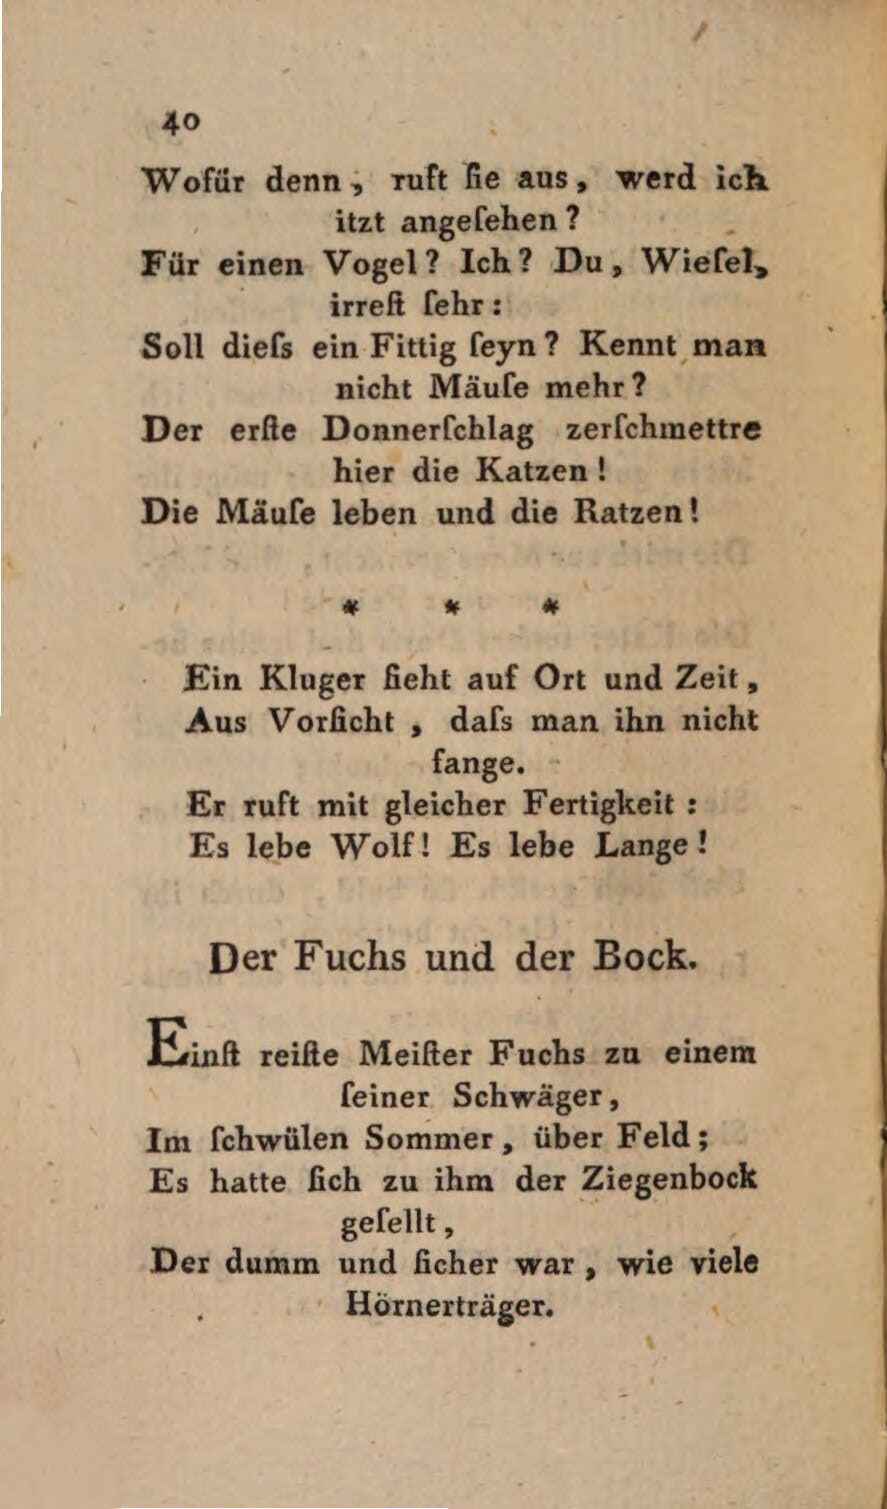 40
Wofür denn, ruft ſie aus, werd ich
itzt angeſehen?
Für einen Vogel? Ich? Du, Wieſel,
irreſt ſehr:
Soll dieſs ein Fittig ſeyn? Kennt man
nicht Mäuſe mehr?
Der erſte Donnerſchlag zerſchmettre
hier die Katzen!
Die Mäuſe leben und die Ratzen!
* * *
Ein Kluger ſieht auf Ort und Zeit,
Aus Vorſicht, daſs man ihn nicht
fange.
Er ruft mit gleicher Fertigkeit:
Es lebe Wolf! Es lebe Lange!
Der Fuchs und der Bock.
Einſt reiſte Meiſter Fuchs zu einem
ſeiner Schwäger,
Im ſchwülen Sommer, über Feld;
Es hatte ſich zu ihm der Ziegenbock
geſellt,
Der dumm und ſicher war, wie viele
Hörnerträger.